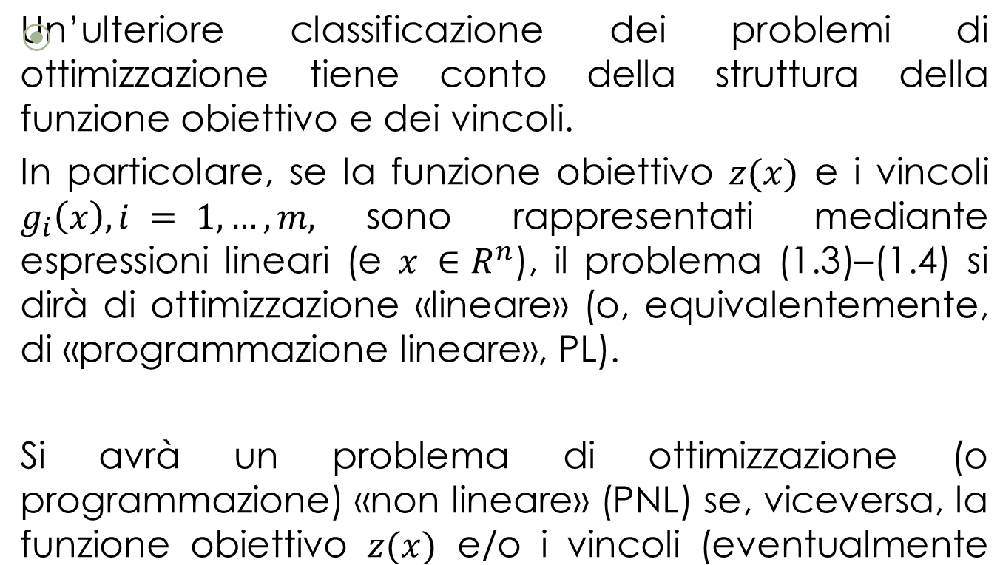 Un’ulteriore classificazione dei problemi di
ottimizzazione tiene conto della struttura della
funzione obiettivo e dei vincoli.
In particolare, se la funzione obiettivo z(x) e i vincoli
gᵢ(x), i = 1, … , m, sono rappresentati mediante
espressioni lineari (e x ∈ Rⁿ), il problema (1.3)–(1.4) si
dirà di ottimizzazione «lineare» (o, equivalentemente,
di «programmazione lineare», PL).
Si avrà un problema di ottimizzazione (o
programmazione) «non lineare» (PNL) se, viceversa, la
funzione obiettivo z(x) e/o i vincoli (eventualmente